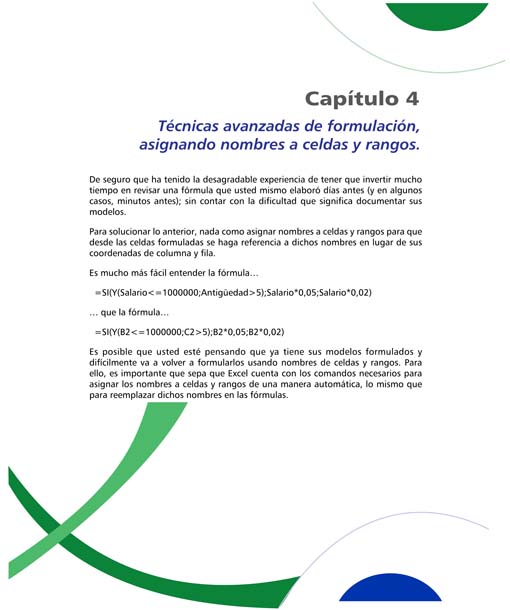 Capítulo 4
Técnicas avanzadas de formulación,
asignando nombres a celdas y rangos.
De seguro que ha tenido la desagradable experiencia de tener que invertir mucho
tiempo en revisar una fórmula que usted mismo elaboró días antes (y en algunos
casos, minutos antes); sin contar con la dificultad que significa documentar sus
modelos.
Para solucionar lo anterior, nada como asignar nombres a celdas y rangos para que
desde las celdas formuladas se haga referencia a dichos nombres en lugar de sus
coordenadas de columna y fila.
Es mucho más fácil entender la fórmula…
=SI(Y(Salario<=1000000;Antigüedad>5);Salario*0,05;Salario*0,02)
… que la fórmula…
=SI(Y(B2<=1000000;C2>5);B2*0,05;B2*0,02)
Es posible que usted esté pensando que ya tiene sus modelos formulados y
difícilmente va a volver a formularlos usando nombres de celdas y rangos. Para
ello, es importante que sepa que Excel cuenta con los comandos necesarios para
asignar los nombres a celdas y rangos de una manera automática, lo mismo que
para reemplazar dichos nombres en las fórmulas.